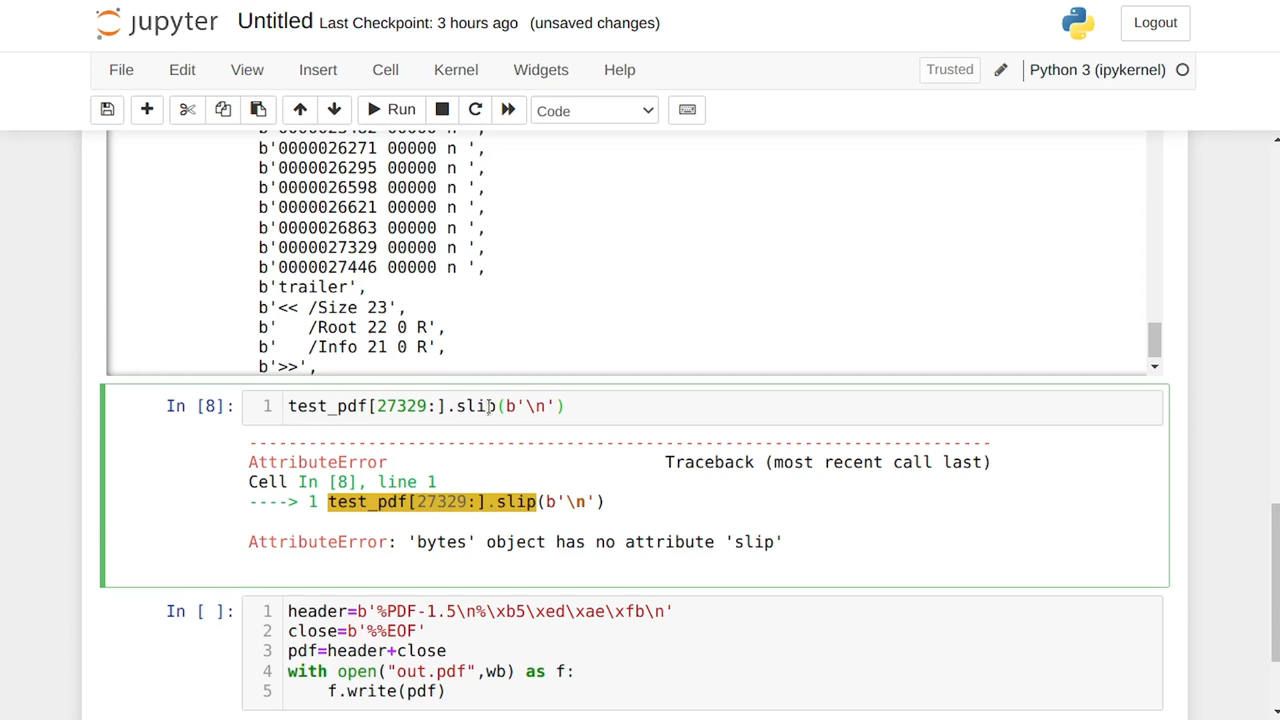 jupyter Untitled Last Checkpoint: 3 hours ago (unsaved changes) Logout
File Edit View Insert Cell Kernel Widgets Help Trusted Python 3 (ipykernel)
Run Code
b'0000026271 00000 n ',
b'0000026295 00000 n ',
b'0000026598 00000 n ',
b'0000026621 00000 n ',
b'0000026863 00000 n ',
b'0000027329 00000 n ',
b'0000027446 00000 n ',
b'trailer',
b'<< /Size 23',
b'   /Root 22 0 R',
b'   /Info 21 0 R',
b'>>',
In [8]: 1 test_pdf[27329:].slip(b'\n')
---------------------------------------------------------------------------
AttributeError                            Traceback (most recent call last)
Cell In [8], line 1
----> 1 test_pdf[27329:].slip(b'\n')
AttributeError: 'bytes' object has no attribute 'slip'
In [ ]: 1 header=b'%PDF-1.5\n%\xb5\xed\xae\xfb\n'
2 close=b'%%EOF'
3 pdf=header+close
4 with open("out.pdf",wb) as f:
5     f.write(pdf)